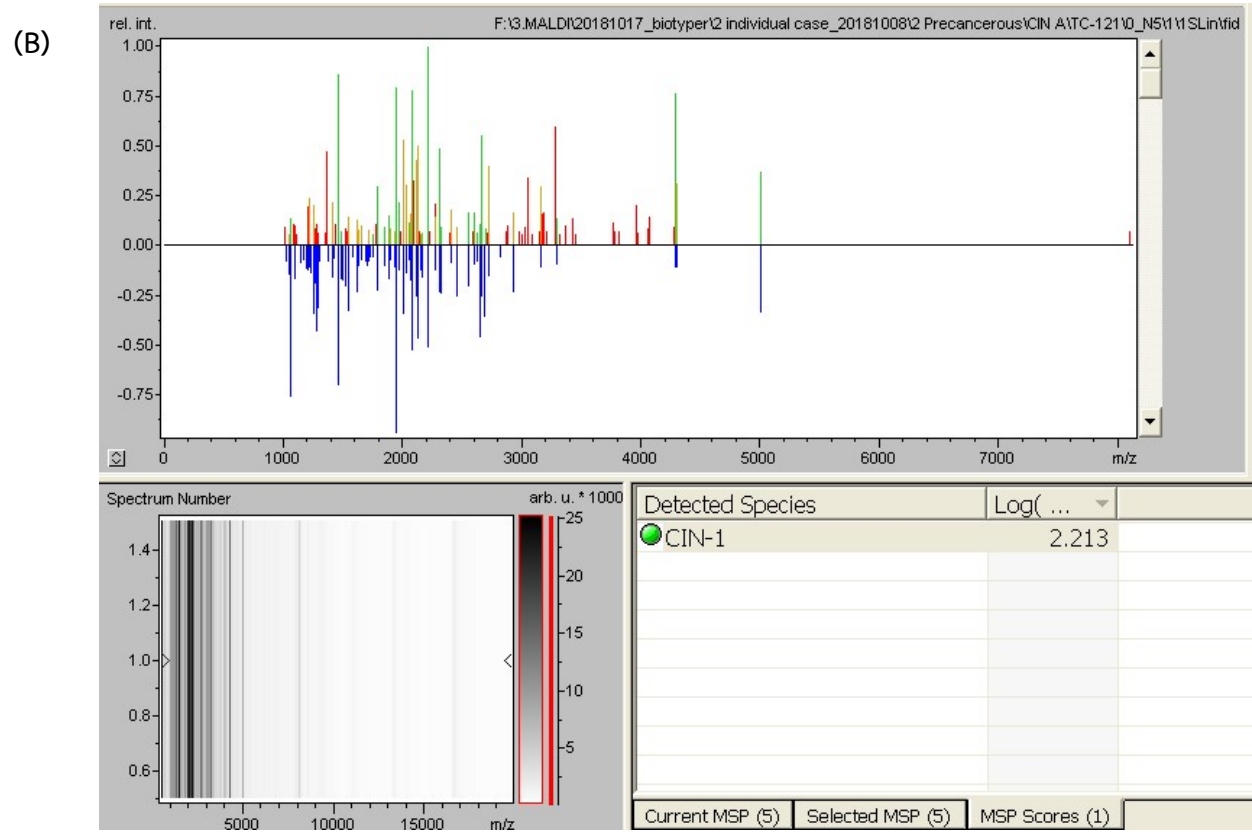 (B)
rel. int.
F:\3.MALDI\20181017_biotyper\2 individual case_20181008\2 Precancerous\CIN A\TC-121\0_N5\1\1SLin\fid
1.00
0.75
0.50
0.25
0.00
-0.25
-0.50
-0.75
0 1000 2000 3000 4000 5000 6000 7000 m/z
Spectrum Number
arb. u. * 1000
1.4
1.2
1.0
0.8
0.6
25
20
15
10
5
5000 10000 15000 m/z
Detected Species Log( ...
CIN-1 2.213
Current MSP (5) Selected MSP (5) MSP Scores (1)